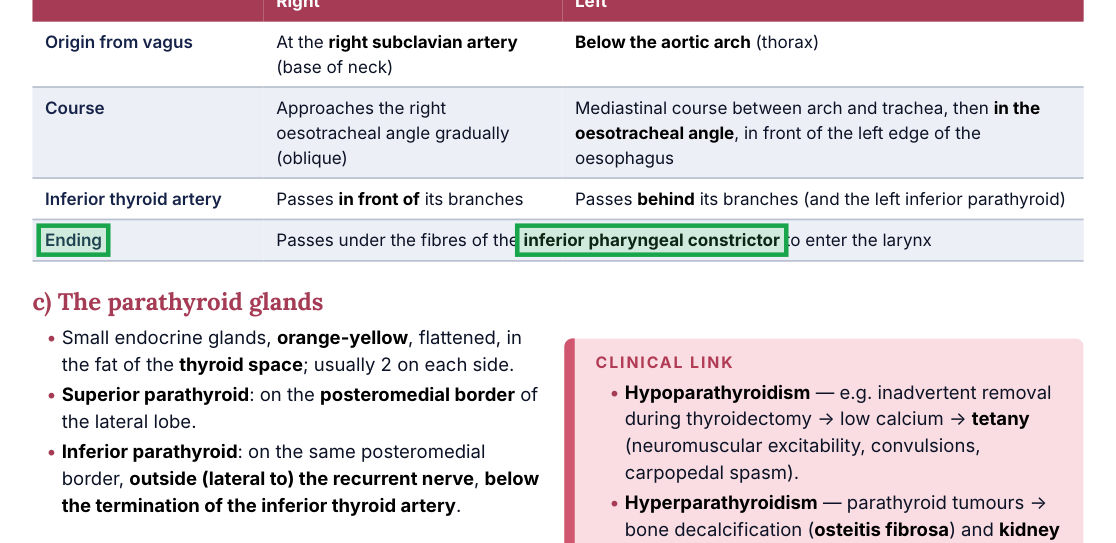 Right Left
Origin from vagus At the right subclavian artery Below the aortic arch (thorax)
(base of neck)
Course Approaches the right Mediastinal course between arch and trachea, then in the
oesotracheal angle gradually oesotracheal angle, in front of the left edge of the
(oblique) oesophagus
Inferior thyroid artery Passes in front of its branches Passes behind its branches (and the left inferior parathyroid)
Ending Passes under the fibres of the inferior pharyngeal constrictor to enter the larynx
c) The parathyroid glands
• Small endocrine glands, orange-yellow, flattened, in
the fat of the thyroid space; usually 2 on each side.
• Superior parathyroid: on the posteromedial border of
the lateral lobe.
• Inferior parathyroid: on the same posteromedial
border, outside (lateral to) the recurrent nerve, below
the termination of the inferior thyroid artery.
CLINICAL LINK
• Hypoparathyroidism — e.g. inadvertent removal
during thyroidectomy → low calcium → tetany
(neuromuscular excitability, convulsions,
carpopedal spasm).
• Hyperparathyroidism — parathyroid tumours →
bone decalcification (osteitis fibrosa) and kidney